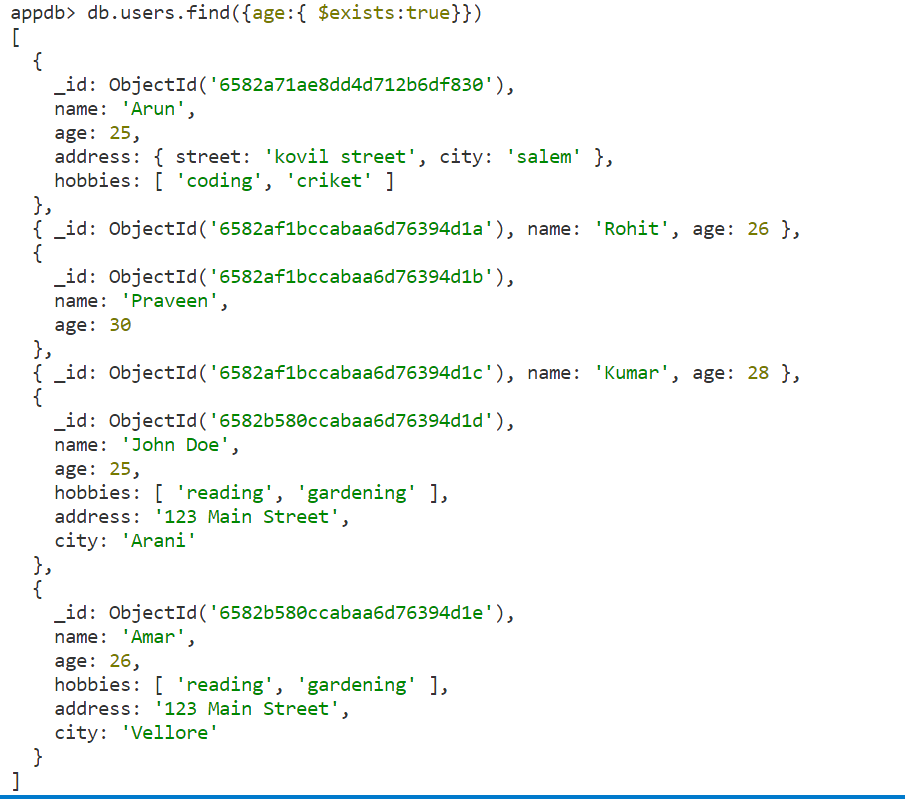 appdb> db.users.find({age:{ $exists:true}})
[
  {
    _id: ObjectId('6582a71ae8dd4d712b6df830'),
    name: 'Arun',
    age: 25,
    address: { street: 'kovil street', city: 'salem' },
    hobbies: [ 'coding', 'criket' ]
  },
  { _id: ObjectId('6582af1bccabaa6d76394d1a'), name: 'Rohit', age: 26 },
  {
    _id: ObjectId('6582af1bccabaa6d76394d1b'),
    name: 'Praveen',
    age: 30
  },
  { _id: ObjectId('6582af1bccabaa6d76394d1c'), name: 'Kumar', age: 28 },
  {
    _id: ObjectId('6582b580ccabaa6d76394d1d'),
    name: 'John Doe',
    age: 25,
    hobbies: [ 'reading', 'gardening' ],
    address: '123 Main Street',
    city: 'Arani'
  },
  {
    _id: ObjectId('6582b580ccabaa6d76394d1e'),
    name: 'Amar',
    age: 26,
    hobbies: [ 'reading', 'gardening' ],
    address: '123 Main Street',
    city: 'Vellore'
  }
]